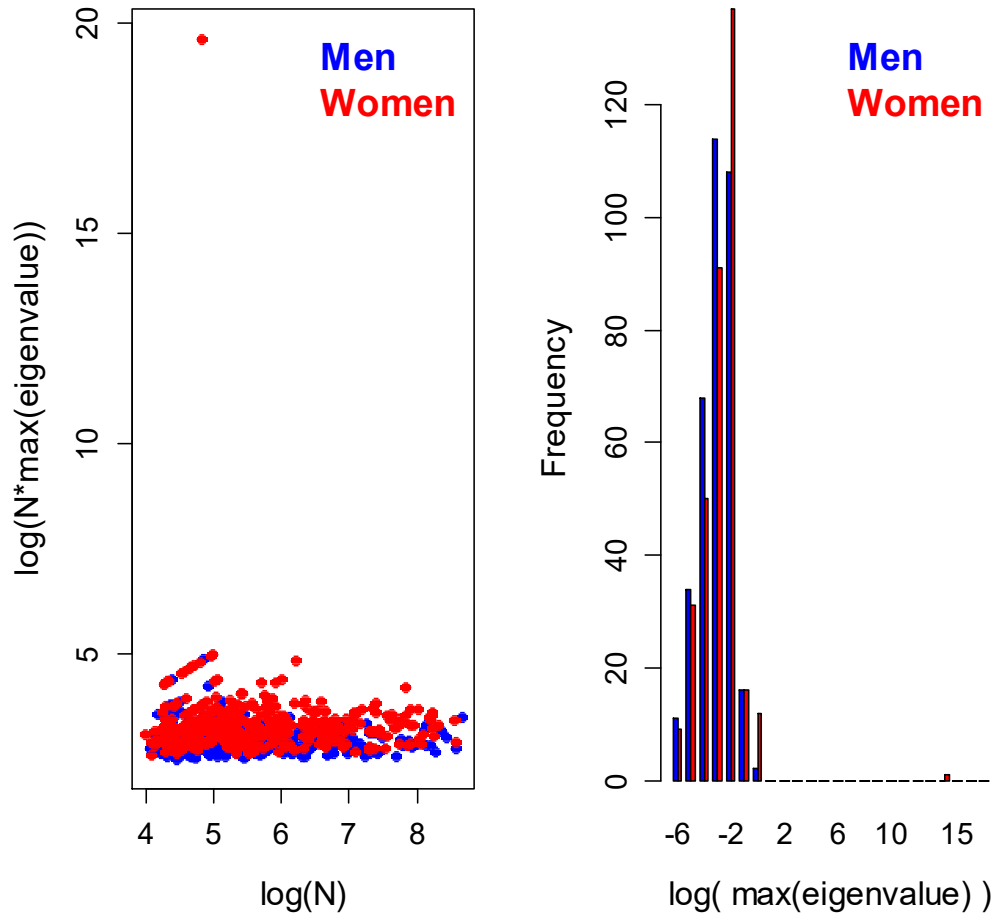 Men
Women
log(N*max(eigenvalue))
5
10
15
20
4
5
6
7
8
log(N)
Men
Women
Frequency
0
20
40
60
80
100
120
-6
-2
2
6
10
15
log( max(eigenvalue) )